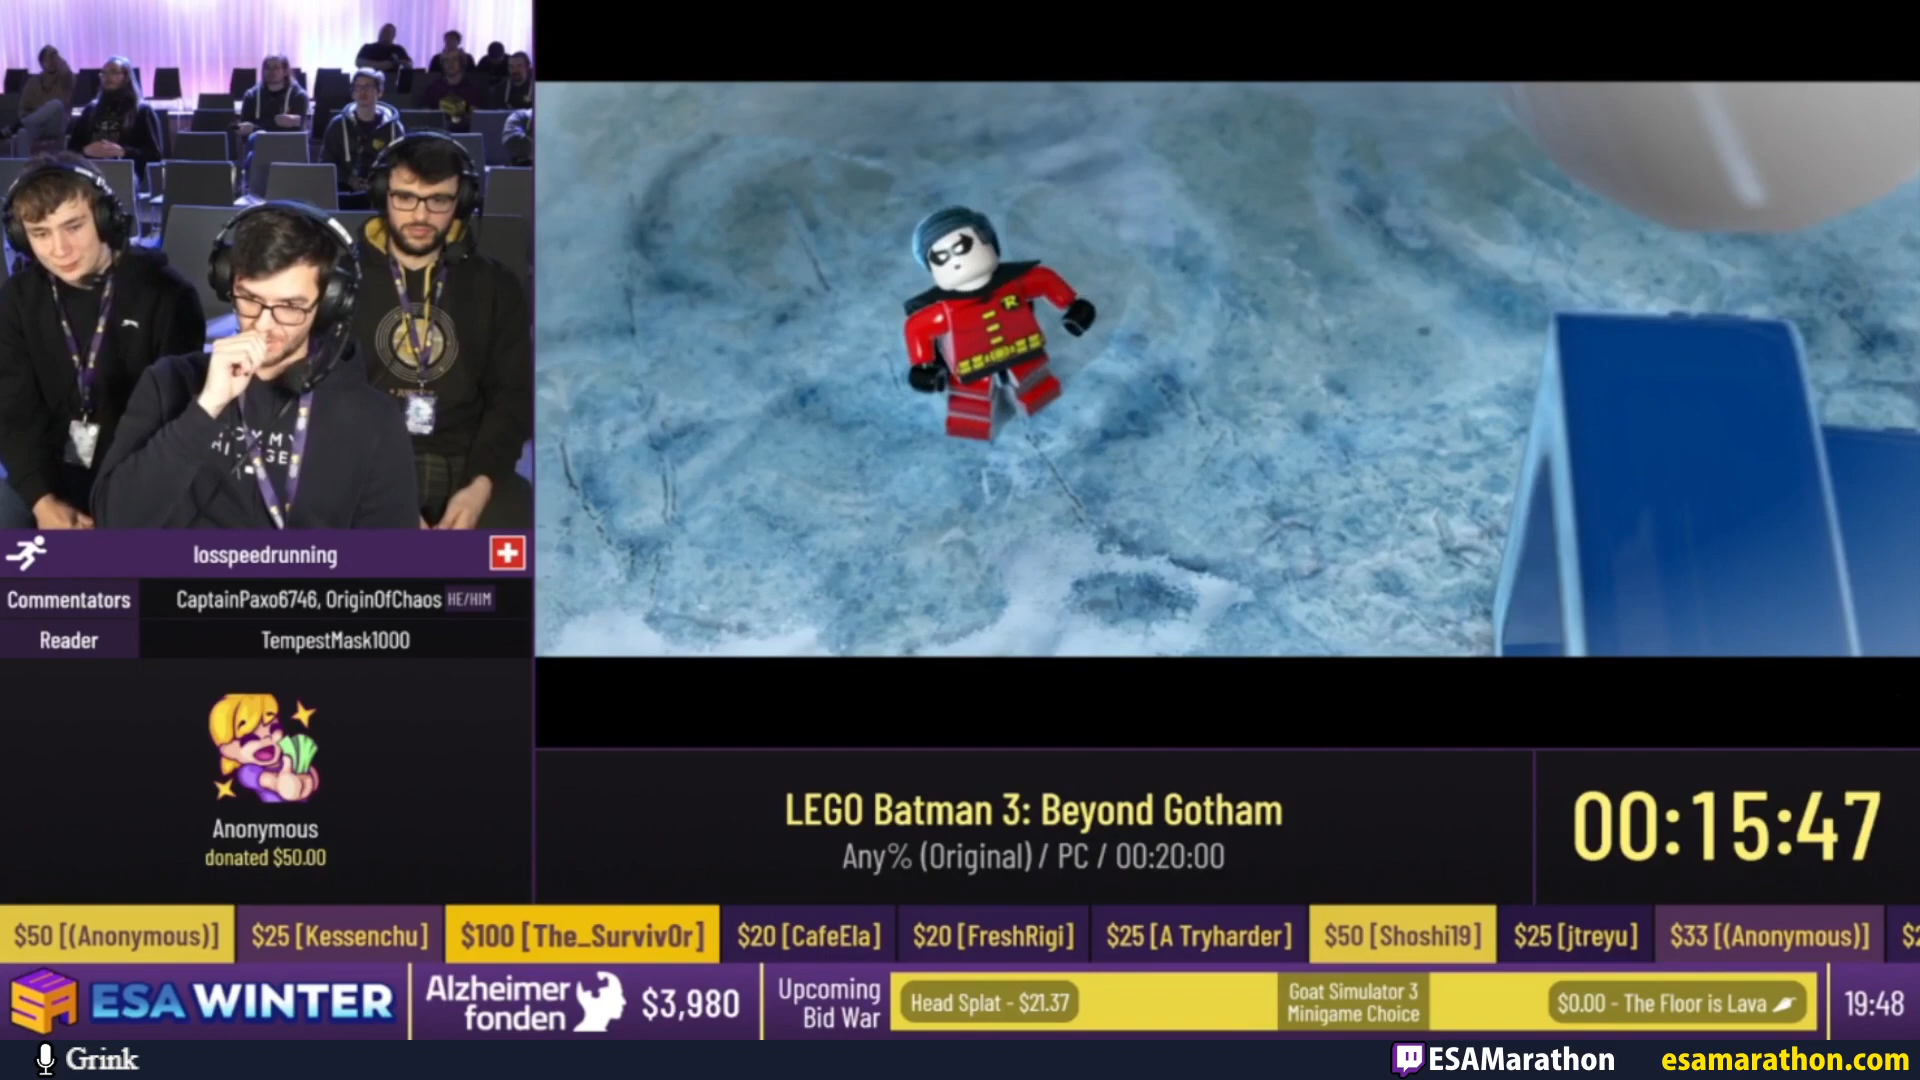 R
losspeedrunning
Commentators
CaptainPaxo6746, OriginOfChaos HE/HIM
Reader
TempestMask1000
Anonymous
donated $50.00
LEGO Batman 3: Beyond Gotham
Any% (Original) / PC / 00:20:00
00:15:47
$50 [(Anonymous)]
$25 [Kessenchu]
$100 [The_Surviv0r]
$20 [CafeEla]
$20 [FreshRigi]
$25 [A Tryharder]
$50 [Shoshi19]
$25 [jtreyu]
$33 [(Anonymous)]
ESA WINTER
Alzheimer
fonden
$3,980
Upcoming
Bid War
Head Splat - $21.37
Goat Simulator 3
Minigame Choice
$0.00 - The Floor is Lava
19:48
Grink
ESAMarathon
esamarathon.com